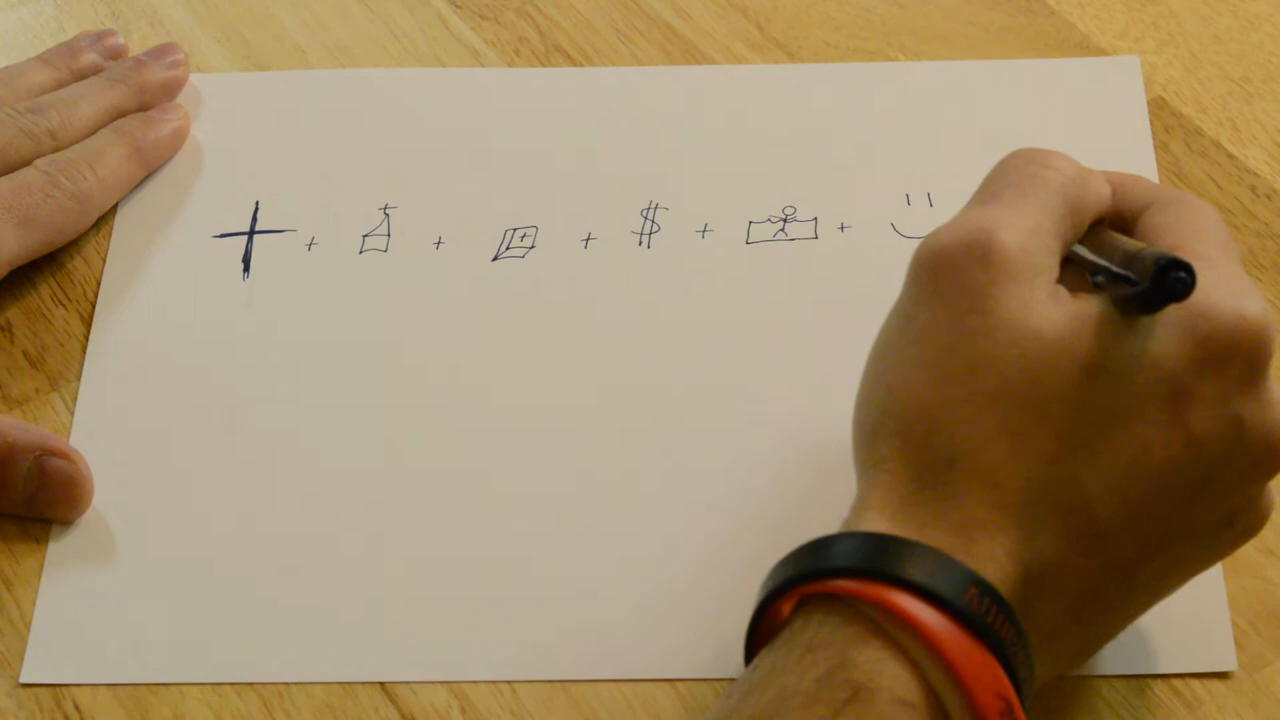 + + + $ + +